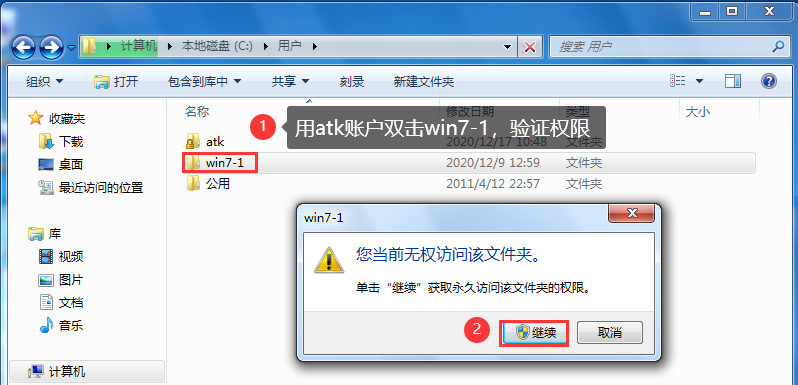 计算机 ▸ 本地磁盘 (C:) ▸ 用户 ▸
搜索 用户
组织 打开 包含到库中 共享 刻录 新建文件夹
收藏夹
下载
桌面
最近访问的位置
库
视频
图片
文档
音乐
计算机
名称 修改日期 类型 大小
1 用atk账户双击win7-1，验证权限
atk 2020/12/17 10:48 文件夹
win7-1 2020/12/9 12:59 文件夹
公用 2011/4/12 22:57 文件夹
win7-1
您当前无权访问该文件夹。
单击“继续”获取永久访问该文件夹的权限。
2 继续 取消